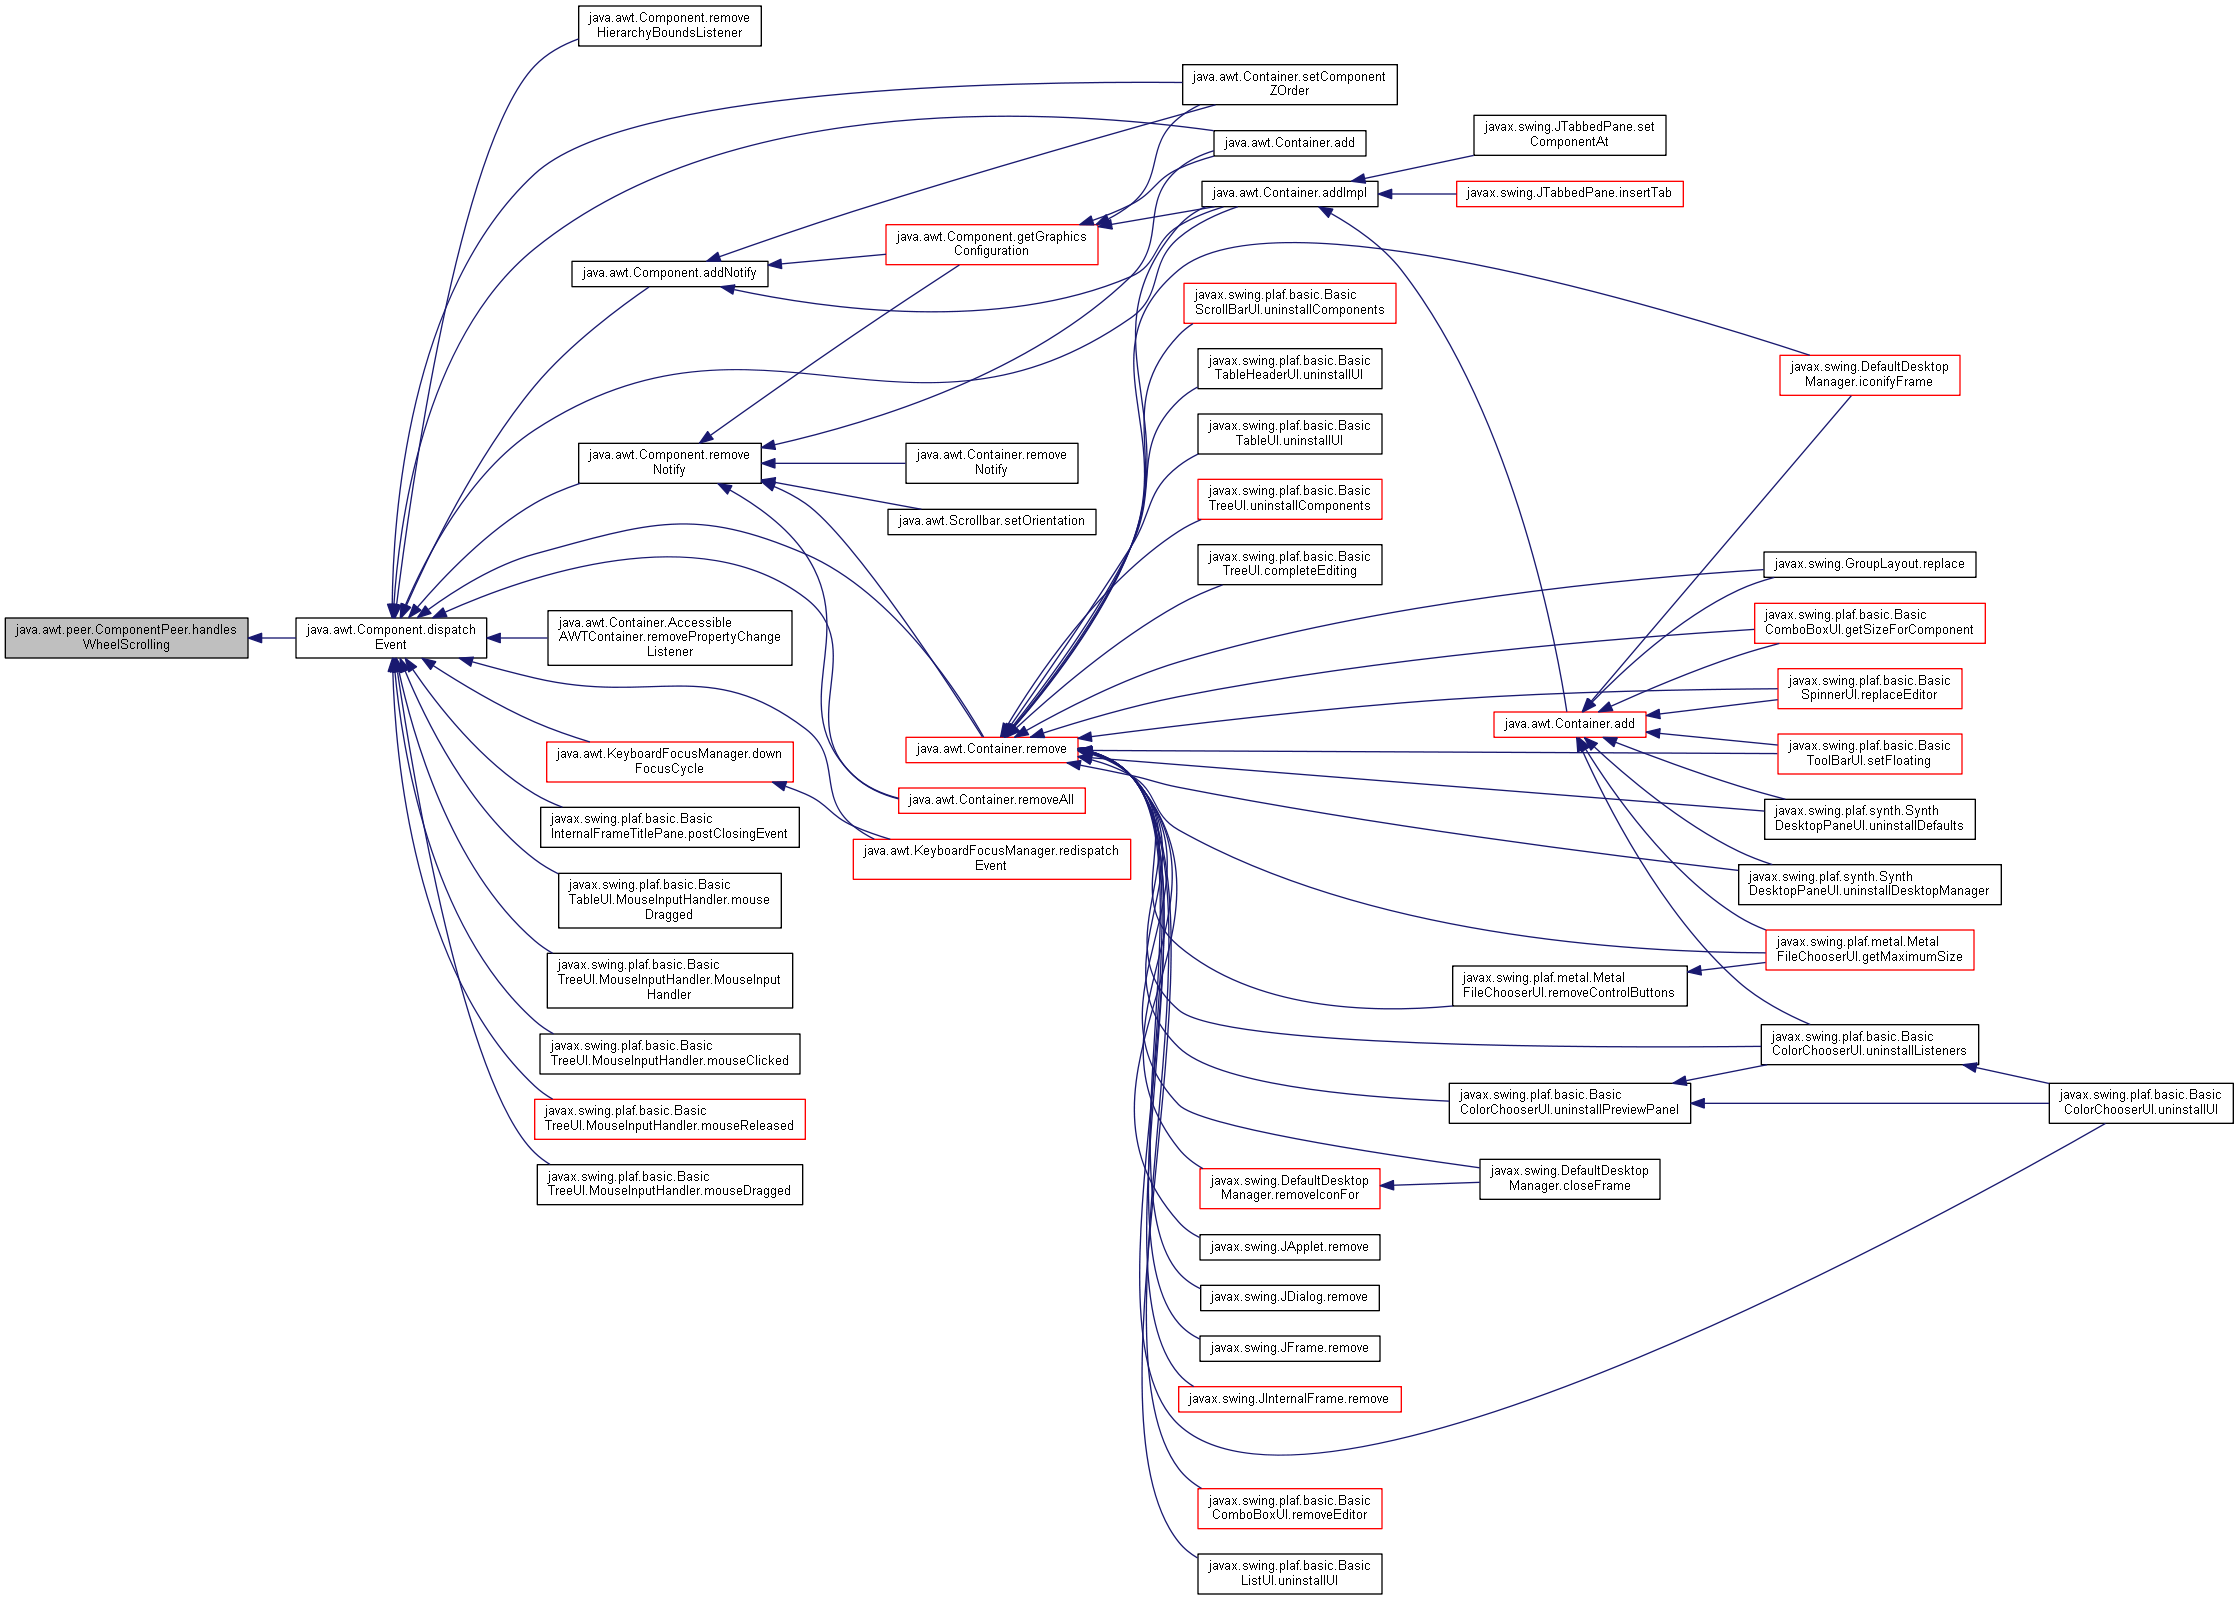 java.awt.peer.ComponentPeer.handles
WheelScrolling
java.awt.Component.dispatch
Event
java.awt.Component.remove
HierarchyBoundsListener
java.awt.Component.addNotify
java.awt.Component.remove
Notify
java.awt.Container.Accessible
AWTContainer.removePropertyChange
Listener
java.awt.KeyboardFocusManager.down
FocusCycle
javax.swing.plaf.basic.Basic
InternalFrameTitlePane.postClosingEvent
javax.swing.plaf.basic.Basic
TableUI.MouseInputHandler.mouse
Dragged
javax.swing.plaf.basic.Basic
TreeUI.MouseInputHandler.MouseInput
Handler
javax.swing.plaf.basic.Basic
TreeUI.MouseInputHandler.mouseClicked
javax.swing.plaf.basic.Basic
TreeUI.MouseInputHandler.mouseReleased
javax.swing.plaf.basic.Basic
TreeUI.MouseInputHandler.mouseDragged
java.awt.Component.getGraphics
Configuration
java.awt.Container.remove
Notify
java.awt.Scrollbar.setOrientation
java.awt.Container.remove
java.awt.Container.removeAll
java.awt.KeyboardFocusManager.redispatch
Event
java.awt.Container.setComponent
ZOrder
java.awt.Container.add
java.awt.Container.addImpl
javax.swing.plaf.basic.Basic
ScrollBarUI.uninstallComponents
javax.swing.plaf.basic.Basic
TableHeaderUI.uninstallUI
javax.swing.plaf.basic.Basic
TableUI.uninstallUI
javax.swing.plaf.basic.Basic
TreeUI.uninstallComponents
javax.swing.plaf.basic.Basic
TreeUI.completeEditing
javax.swing.DefaultDesktop
Manager.removeIconFor
javax.swing.JApplet.remove
javax.swing.JDialog.remove
javax.swing.JFrame.remove
javax.swing.JInternalFrame.remove
javax.swing.plaf.basic.Basic
ComboBoxUI.removeEditor
javax.swing.plaf.basic.Basic
ListUI.uninstallUI
javax.swing.JTabbedPane.set
ComponentAt
javax.swing.JTabbedPane.insertTab
java.awt.Container.add
javax.swing.plaf.metal.Metal
FileChooserUI.removeControlButtons
javax.swing.plaf.basic.Basic
ColorChooserUI.uninstallPreviewPanel
javax.swing.DefaultDesktop
Manager.closeFrame
javax.swing.DefaultDesktop
Manager.iconifyFrame
javax.swing.GroupLayout.replace
javax.swing.plaf.basic.Basic
ComboBoxUI.getSizeForComponent
javax.swing.plaf.basic.Basic
SpinnerUI.replaceEditor
javax.swing.plaf.basic.Basic
ToolBarUI.setFloating
javax.swing.plaf.synth.Synth
DesktopPaneUI.uninstallDefaults
javax.swing.plaf.synth.Synth
DesktopPaneUI.uninstallDesktopManager
javax.swing.plaf.metal.Metal
FileChooserUI.getMaximumSize
javax.swing.plaf.basic.Basic
ColorChooserUI.uninstallListeners
javax.swing.plaf.basic.Basic
ColorChooserUI.uninstallUI